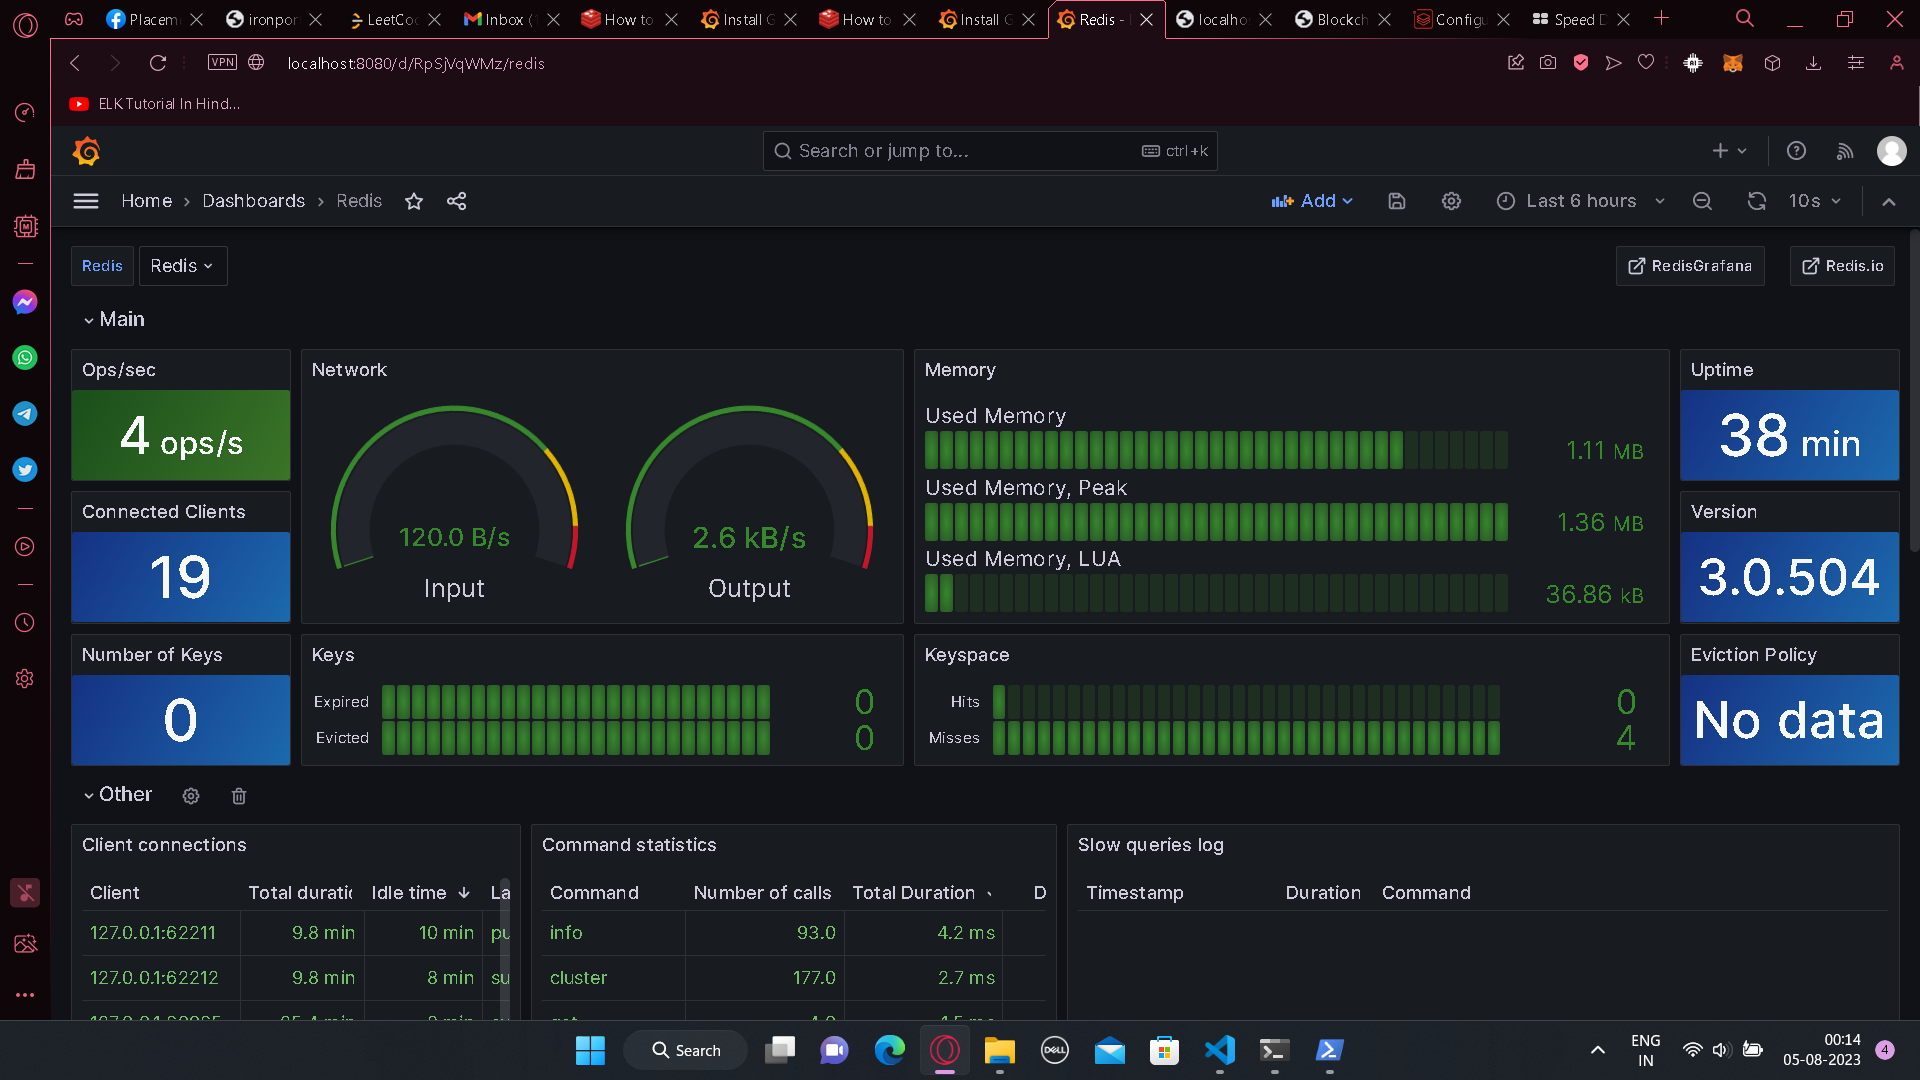 Placem
ironpor
LeetCo
Inbox (
How to
Install G
How to
Install G
Redis -
localho
Blockch
Configu
Speed D
VPN
localhost:8080/d/RpSjVqWMz/redis
ELK Tutorial In Hind...
Search or jump to...
ctrl+k
Home › Dashboards › Redis
Add
Last 6 hours
10s
Redis
Redis
RedisGrafana
Redis.io
Main
Ops/sec
4 ops/s
Network
120.0 B/s
Input
2.6 kB/s
Output
Memory
Used Memory
1.11 MB
Used Memory, Peak
1.36 MB
Used Memory, LUA
36.86 kB
Uptime
38 min
Connected Clients
19
Version
3.0.504
Number of Keys
0
Keys
Expired 0
Evicted 0
Keyspace
Hits 0
Misses 4
Eviction Policy
No data
Other
Client connections
Client Total duratic Idle time La
127.0.0.1:62211 9.8 min 10 min pu
127.0.0.1:62212 9.8 min 8 min su
Command statistics
Command Number of calls Total Duration D
info 93.0 4.2 ms
cluster 177.0 2.7 ms
Slow queries log
Timestamp Duration Command
Search
DELL
ENG
IN
00:14
05-08-2023
4